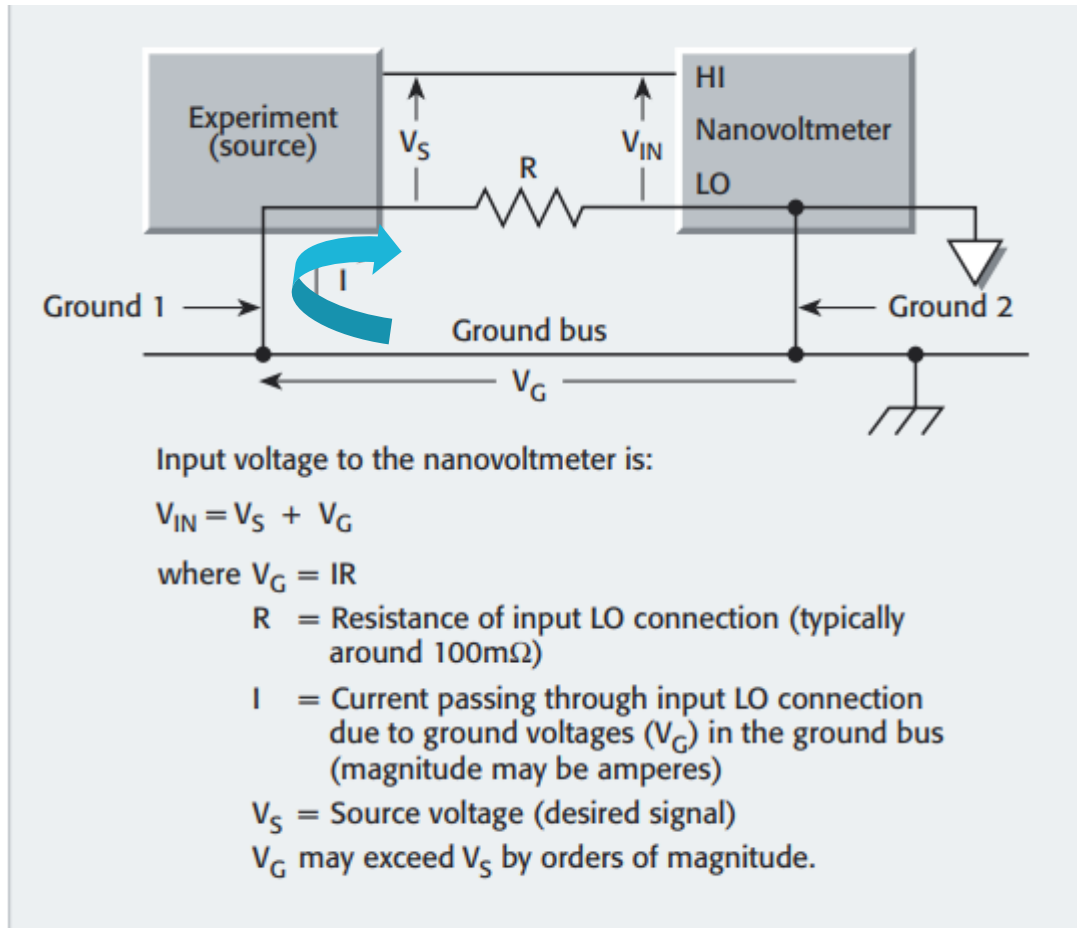 Experiment
(source)
HI
Nanovoltmeter
LO
VS
VIN
R
I
Ground 1
Ground 2
Ground bus
VG
Input voltage to the nanovoltmeter is:
VIN = VS + VG
where VG = IR
R = Resistance of input LO connection (typically
around 100mΩ)
I = Current passing through input LO connection
due to ground voltages (VG) in the ground bus
(magnitude may be amperes)
VS = Source voltage (desired signal)
VG may exceed VS by orders of magnitude.